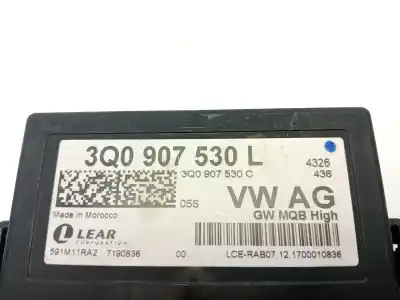 3Q0 907 530 L
4326
3Q0 907 530 C
436
05S
VW AG
Made in Morocco
GW MQB High
LEAR
CORPORATION
591M11RA2 7190836 00 LCE-RAB07 12.1700010836